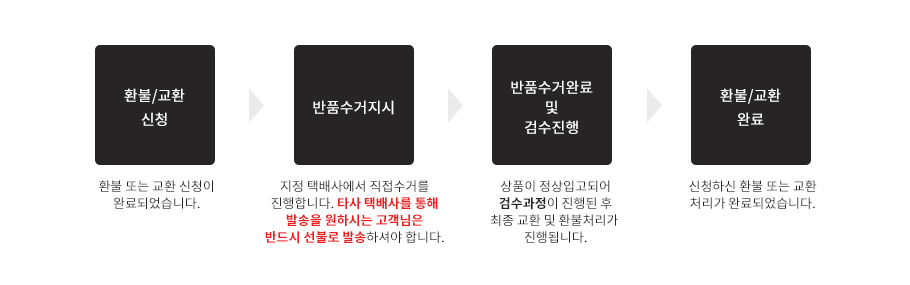 환불/교환
신청
반품수거지시
반품수거완료
및
검수진행
환불/교환
완료
환불 또는 교환 신청이
완료되었습니다.
지정 택배사에서 직접수거를
진행합니다. 타사 택배사를 통해
발송을 원하시는 고객님은
반드시 선불로 발송하셔야 합니다.
상품이 정상입고되어
검수과정이 진행된 후
최종 교환 및 환불처리가
진행됩니다.
신청하신 환불 또는 교환
처리가 완료되었습니다.